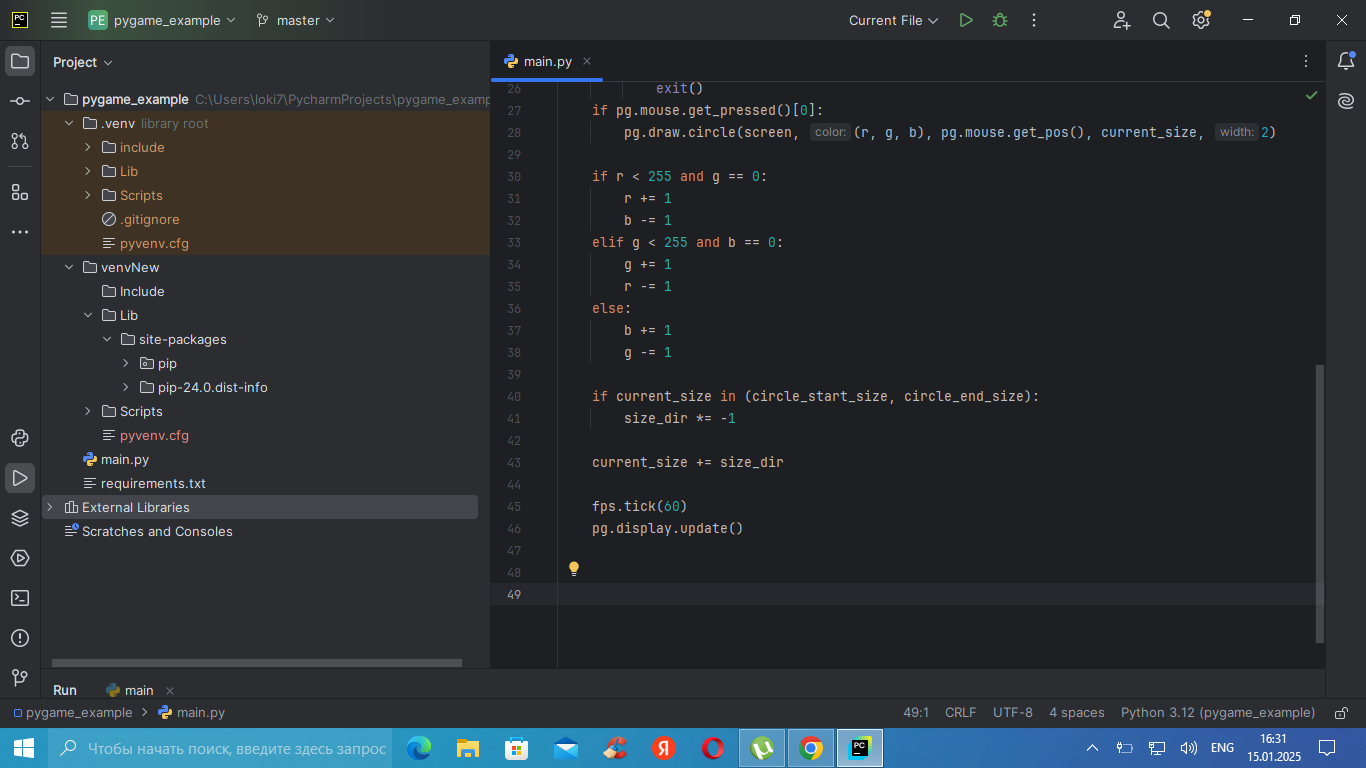 PC
PE pygame_example master Current File
Project
main.py
pygame_example C:\Users\loki7\PycharmProjects\pygame_examp
.venv library root
include
Lib
Scripts
.gitignore
pyvenv.cfg
venvNew
Include
Lib
site-packages
pip
pip-24.0.dist-info
Scripts
pyvenv.cfg
main.py
requirements.txt
External Libraries
Scratches and Consoles
26 exit()
27 if pg.mouse.get_pressed()[0]:
28 pg.draw.circle(screen, color: (r, g, b), pg.mouse.get_pos(), current_size, width: 2)
29
30 if r < 255 and g == 0:
31 r += 1
32 b -= 1
33 elif g < 255 and b == 0:
34 g += 1
35 r -= 1
36 else:
37 b += 1
38 g -= 1
39
40 if current_size in (circle_start_size, circle_end_size):
41 size_dir *= -1
42
43 current_size += size_dir
44
45 fps.tick(60)
46 pg.display.update()
47
48
49
Run main
pygame_example > main.py 49:1 CRLF UTF-8 4 spaces Python 3.12 (pygame_example)
Чтобы начать поиск, введите здесь запрос Я PC ENG 16:31
15.01.2025